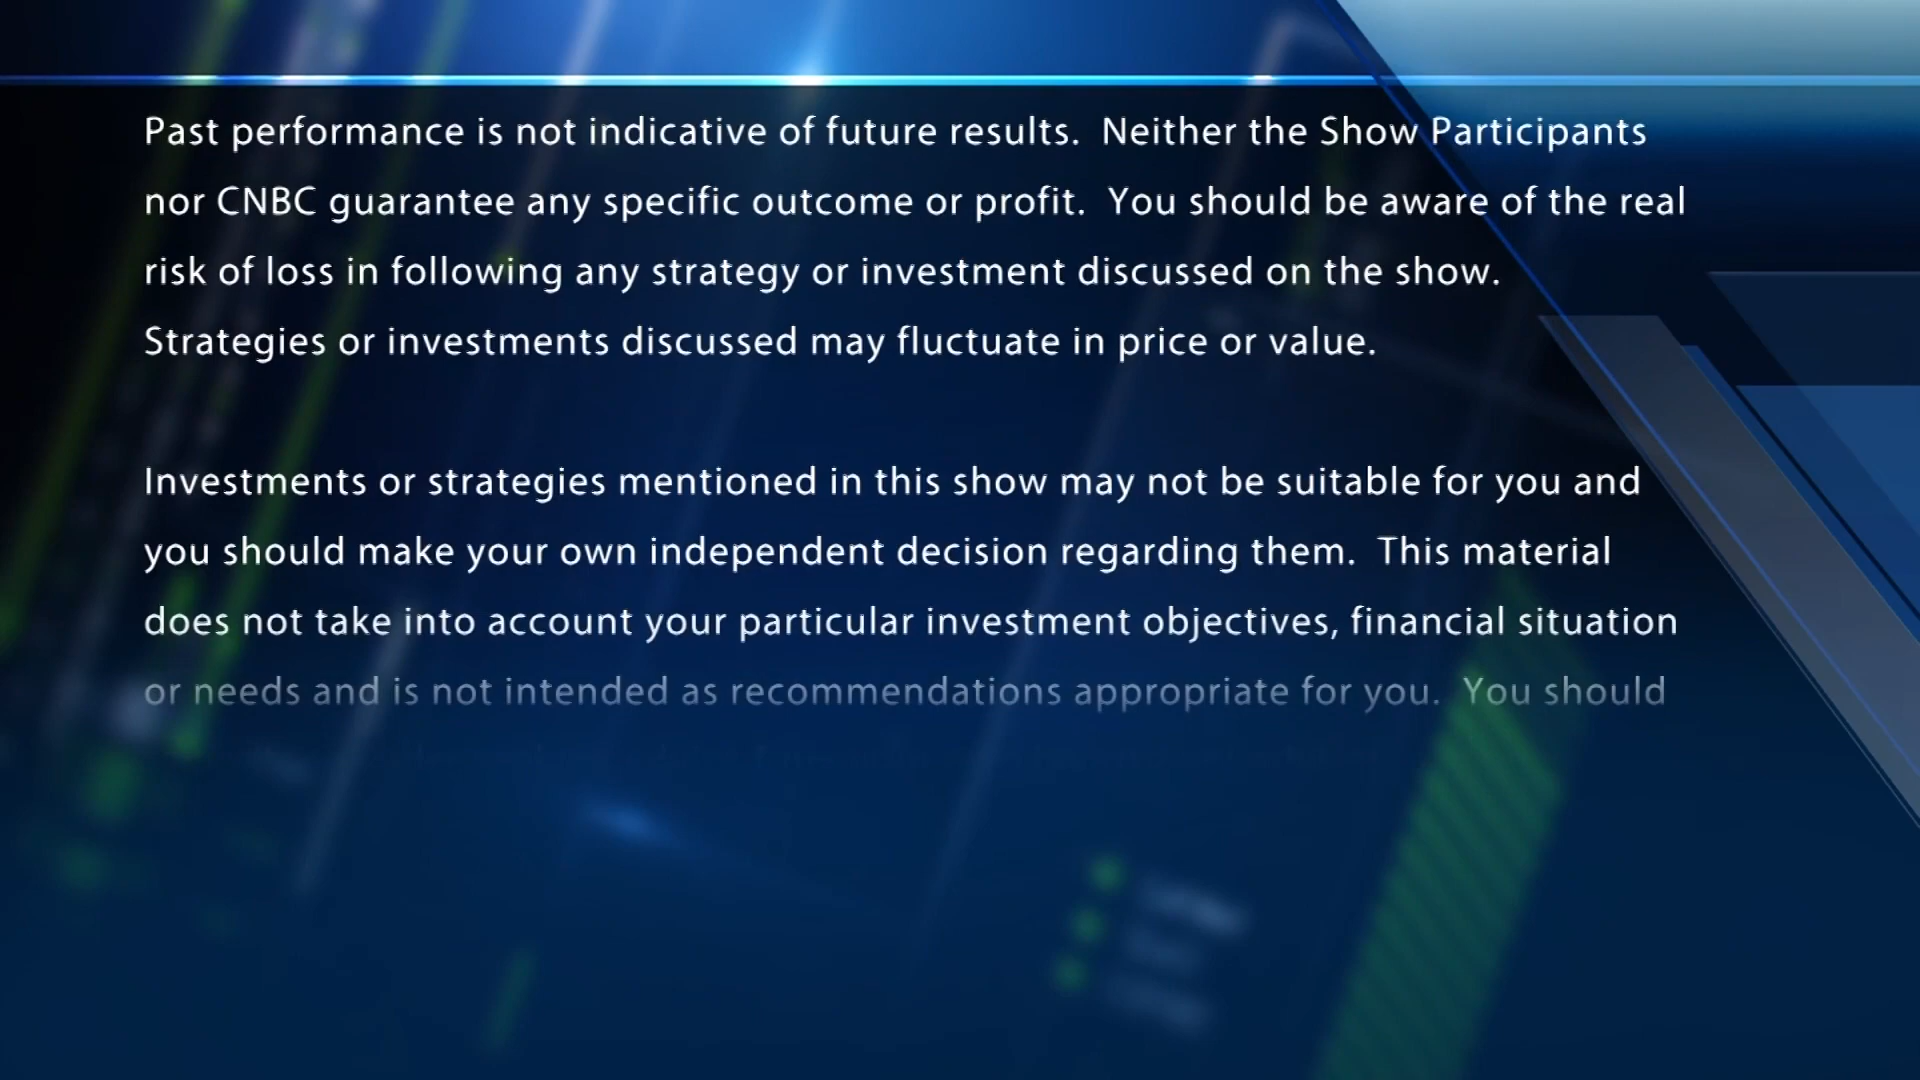 Past performance is not indicative of future results.  Neither the Show Participants
nor CNBC guarantee any specific outcome or profit.  You should be aware of the real
risk of loss in following any strategy or investment discussed on the show.
Strategies or investments discussed may fluctuate in price or value.
Investments or strategies mentioned in this show may not be suitable for you and
you should make your own independent decision regarding them.  This material
does not take into account your particular investment objectives, financial situation
or needs and is not intended as recommendations appropriate for you.  You should